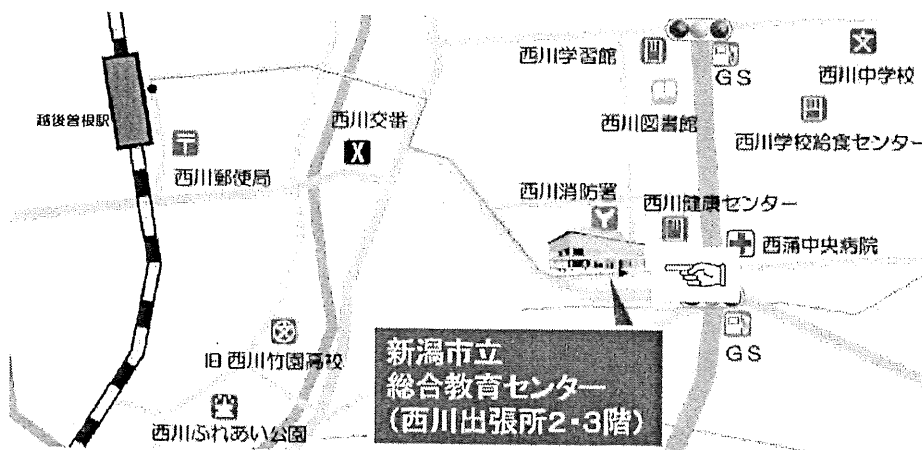 西川学習館
GS
西川中学校
越後曽根駅
西川交番
西川図書館
西川学校給食センター
西川郵便局
西川消防署
西川健康センター
西蒲中央病院
旧 西川竹園高校
GS
新潟市立
総合教育センター
(西川出張所2・3階)
西川ふれあい公園